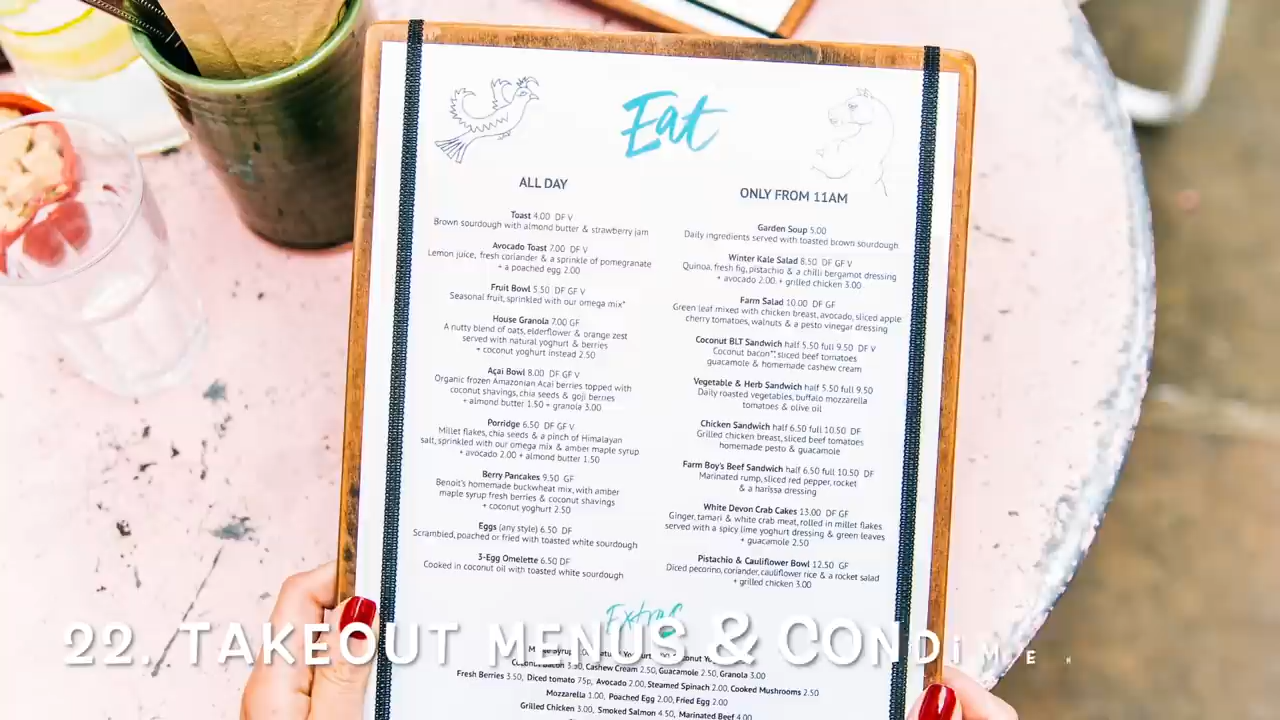 Eat
ALL DAY
Toast 4.00 DF V
Brown sourdough with almond butter & strawberry jam
Avocado Toast 7.00 DF V
Lemon juice, fresh coriander & a sprinkle of pomegranate
+ a poached egg 2.00
Fruit Bowl 5.50 DF GF V
Seasonal fruit, sprinkled with our omega mix*
House Granola 7.00 GF
A nutty blend of oats, elderflower & orange zest
served with natural yoghurt & berries
+ coconut yoghurt instead 2.50
Açai Bowl 8.00 DF GF V
Organic frozen Amazonian Acai berries topped with
coconut shavings, chia seeds & goji berries
+ almond butter 1.50 + granola 3.00
Porridge 6.50 DF GF V
Millet flakes, chia seeds & a pinch of Himalayan
salt, sprinkled with our omega mix & amber maple syrup
+ avocado 2.00 + almond butter 1.50
Berry Pancakes 9.50 GF
Benoit's homemade buckwheat mix, with amber
maple syrup fresh berries & coconut shavings
+ coconut yoghurt 2.50
Eggs (any style) 6.50 DF
Scrambled, poached or fried with toasted white sourdough
3-Egg Omelette 6.50 DF
Cooked in coconut oil with toasted white sourdough
ONLY FROM 11AM
Garden Soup 5.00
Daily ingredients served with toasted brown sourdough
Winter Kale Salad 8.50 DF GF V
Quinoa, fresh fig, pistachio & a chilli bergamot dressing
+ avocado 2.00 + grilled chicken 3.00
Farm Salad 10.00 DF GF
Green leaf mixed with chicken breast, avocado, sliced apple
cherry tomatoes, walnuts & a pesto vinegar dressing
Coconut BLT Sandwich half 5.50 full 9.50 DF V
Coconut bacon**, sliced beef tomatoes
guacamole & homemade cashew cream
Vegetable & Herb Sandwich half 5.50 full 9.50
Daily roasted vegetables, buffalo mozzarella
tomatoes & olive oil
Chicken Sandwich half 6.50 full 10.50 DF
Grilled chicken breast, sliced beef tomatoes
homemade pesto & guacamole
Farm Boy's Beef Sandwich half 6.50 full 10.50 DF
Marinated rump, sliced red pepper, rocket
& a harissa dressing
White Devon Crab Cakes 13.00 DF GF
Ginger, tamari & white crab meat, rolled in millet flakes
served with a spicy lime yoghurt dressing & green leaves
+ guacamole 2.50
Pistachio & Cauliflower Bowl 12.50 GF
Diced pecorino, coriander, cauliflower rice & a rocket salad
+ grilled chicken 3.00
Extras
22. TAKEOUT MENUS & CONDIME
Coconut Bacon 3.50, Cashew Cream 2.50, Guacamole 2.50, Granola 3.00
Fresh Berries 3.50, Diced tomato 75p, Avocado 2.00, Steamed Spinach 2.00, Cooked Mushrooms 2.50
Mozzarella 1.00, Poached Egg 2.00, Fried Egg 2.00
Grilled Chicken 3.00, Smoked Salmon 4.50, Marinated Beef 4.00